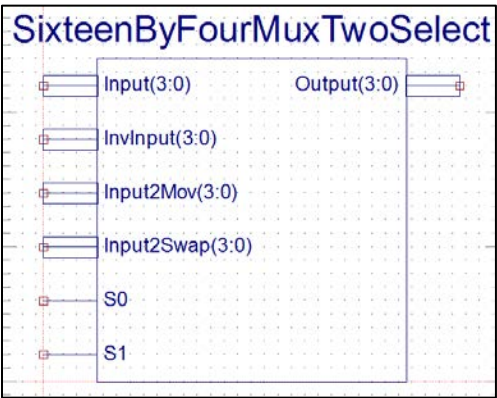 SixteenByFourMuxTwoSelect
Input(3:0)
Output(3:0)
InvInput(3:0)
Input2Mov(3:0)
Input2Swap(3:0)
S0
S1